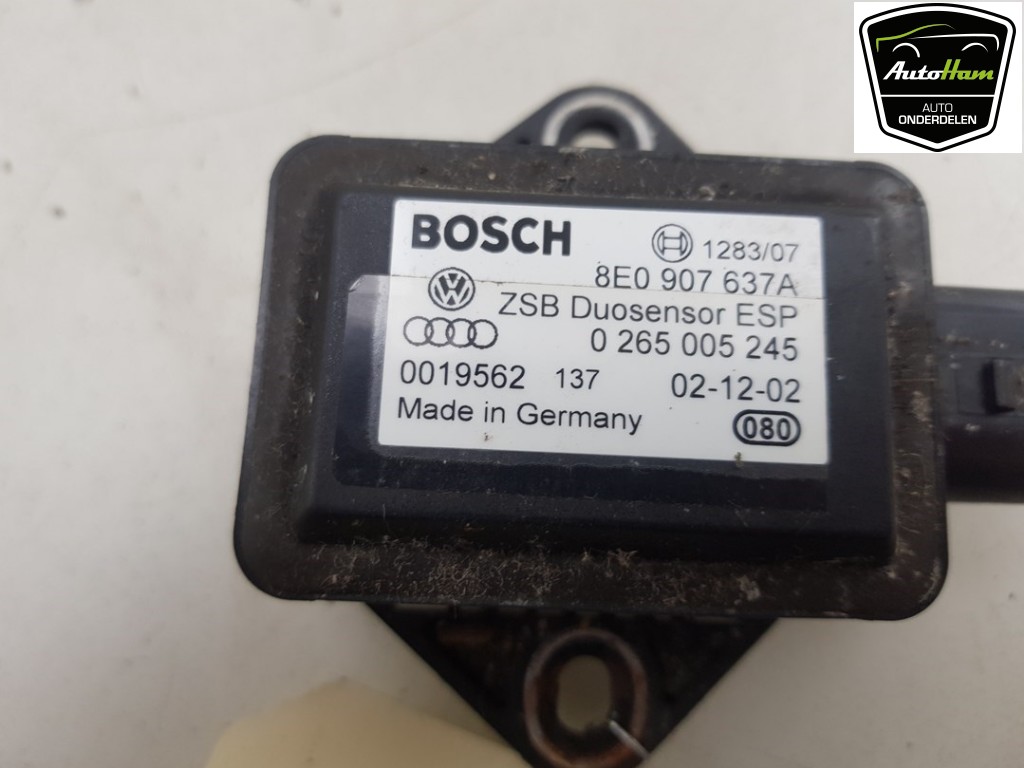 AutoHam
AUTO
ONDERDELEN
BOSCH 1283/07
8E0 907 637A
ZSB Duosensor ESP
0 265 005 245
0019562 137 02-12-02
Made in Germany 080